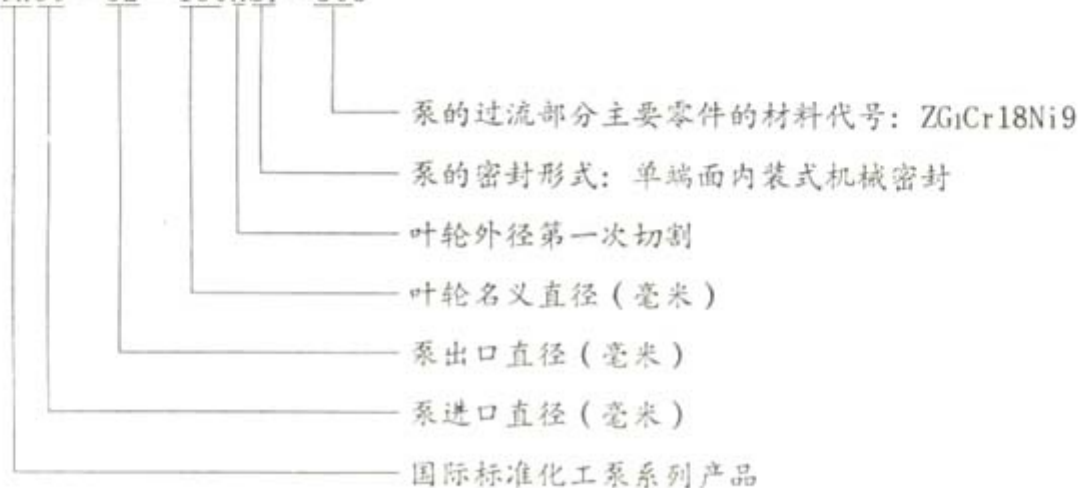 泵的过流部分主要零件的材料代号: ZG1Cr18Ni9
泵的密封形式: 单端面内装式机械密封
叶轮外径第一次切割
叶轮名义直径（毫米）
泵出口直径（毫米）
泵进口直径（毫米）
国际标准化工泵系列产品